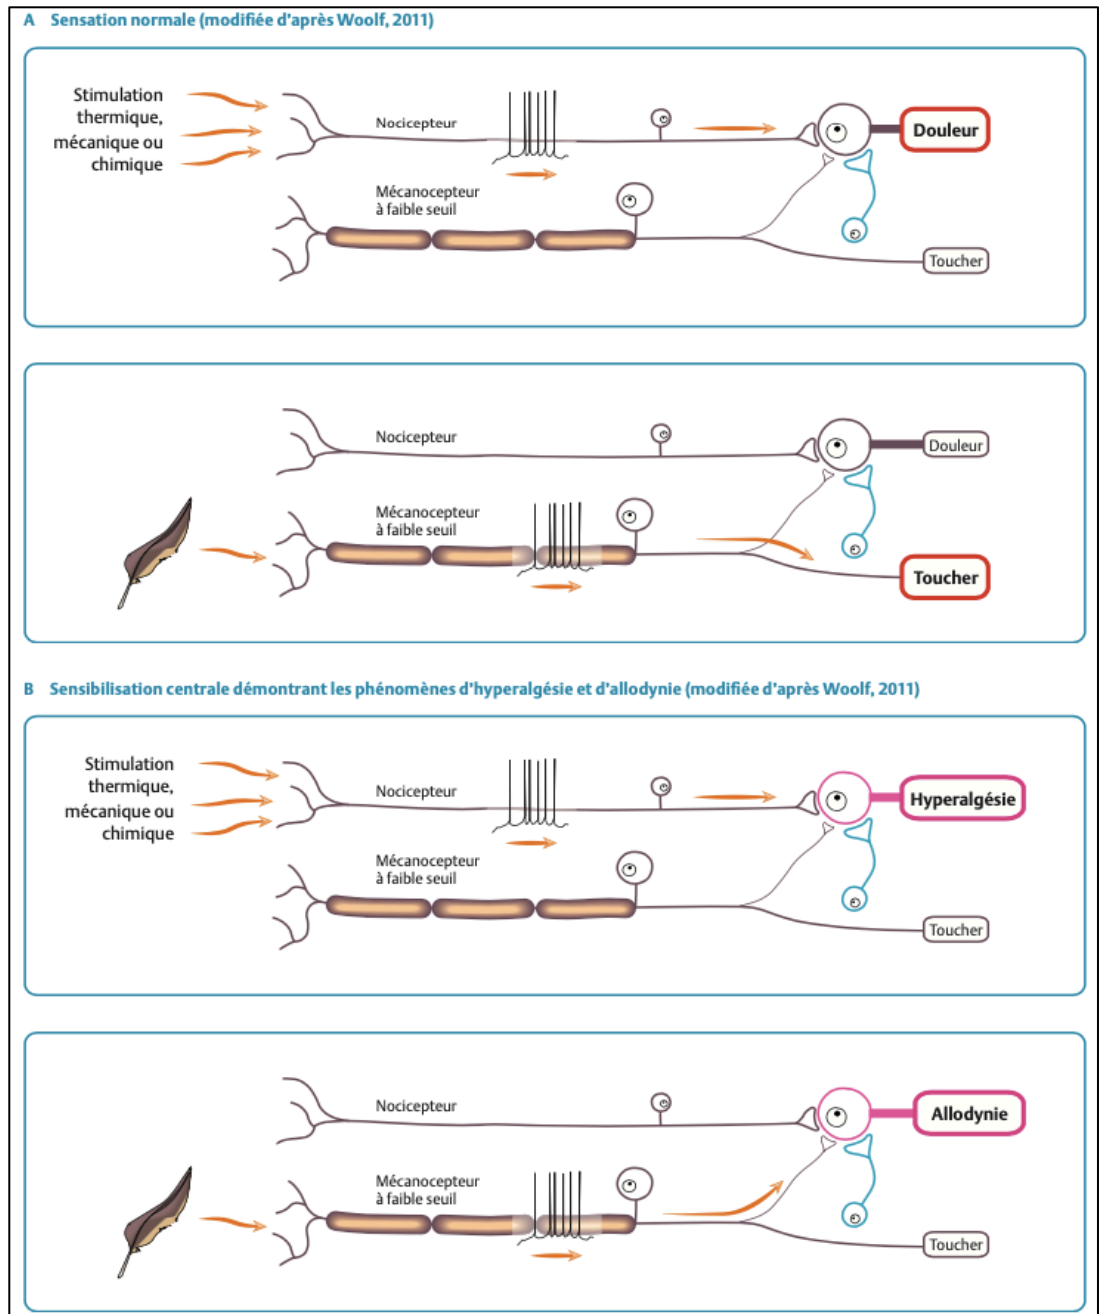 A Sensation normale (modifiée d'après Woolf, 2011)
Stimulation
thermique,
mécanique ou
chimique
Nocicepteur
Douleur
Mécanocepteur
à faible seuil
Toucher
Nocicepteur
Douleur
Mécanocepteur
à faible seuil
Toucher
B Sensibilisation centrale démontrant les phénomènes d'hyperalgésie et d'allodynie (modifiée d'après Woolf, 2011)
Stimulation
thermique,
mécanique ou
chimique
Nocicepteur
Hyperalgésie
Mécanocepteur
à faible seuil
Toucher
Nocicepteur
Allodynie
Mécanocepteur
à faible seuil
Toucher